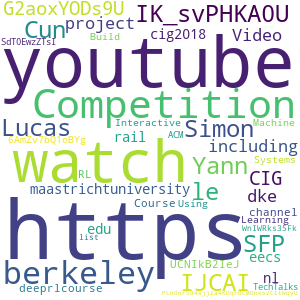 G2aoxYODs9U IK_svPHKAOU
Cun project cig2018 Video
SdT0EwzZTsI Build
youtube
Competition
Interactive ACM Machine
Lucas rail Simon including
6AmZv7bQToBYg
watch Yann Systems
RL
maastrichtuniversity le CIG dke
Course Using channel
Learning
https
edu SFP WnIWRks35Fk
list eecs
UCNIkB2IeJ
berkeley IJCAI nl
deeprlcourse TechTalks